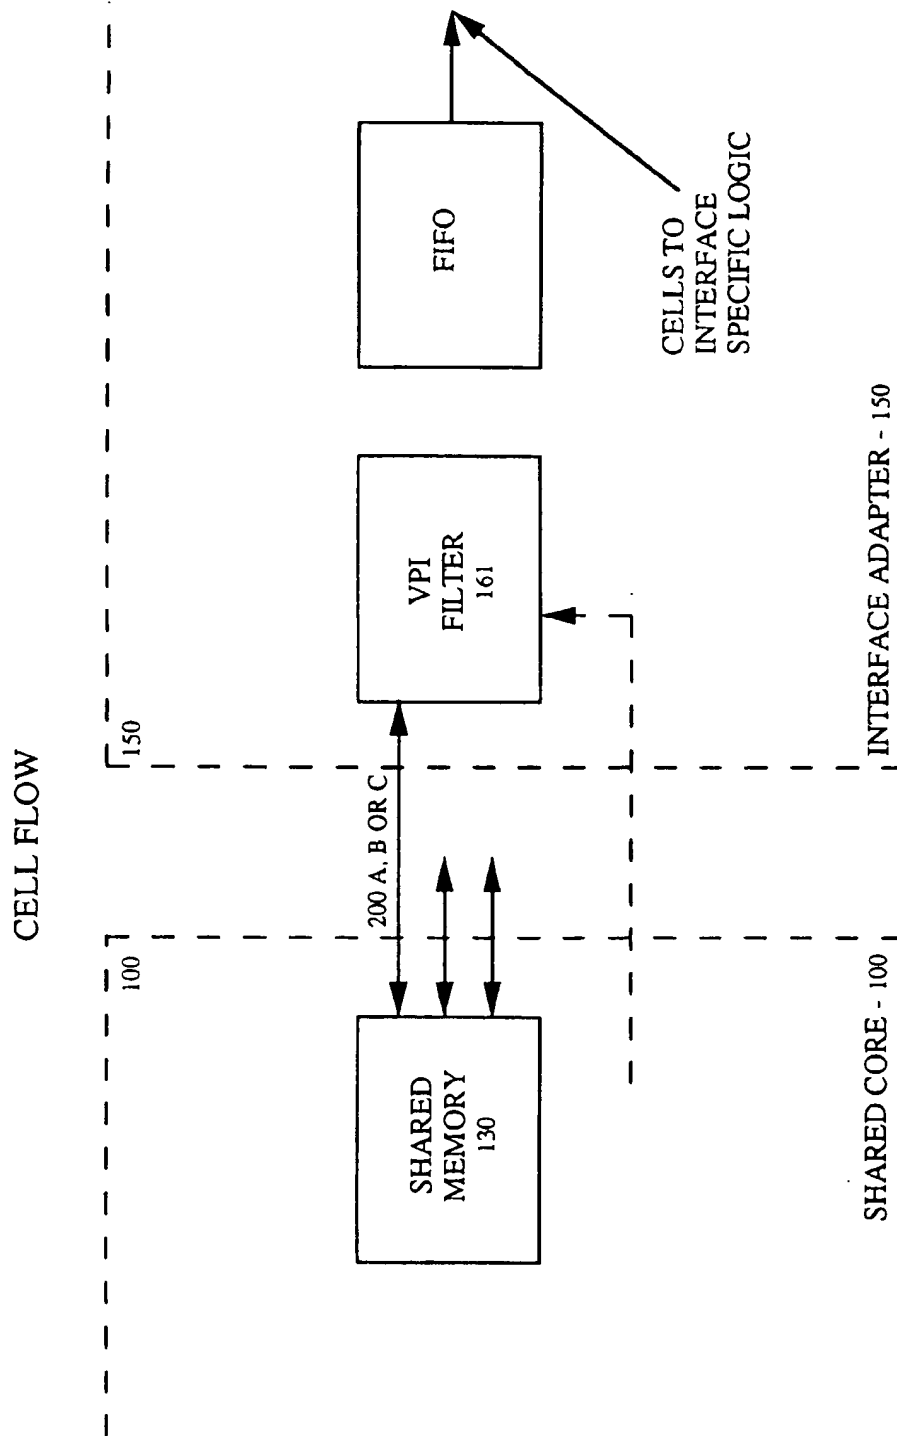 CELL FLOW
100
150
200 A, B OR C
SHARED
MEMORY
130
VPI
FILTER
161
FIFO
CELLS TO
INTERFACE
SPECIFIC LOGIC
SHARED CORE - 100
INTERFACE ADAPTER - 150